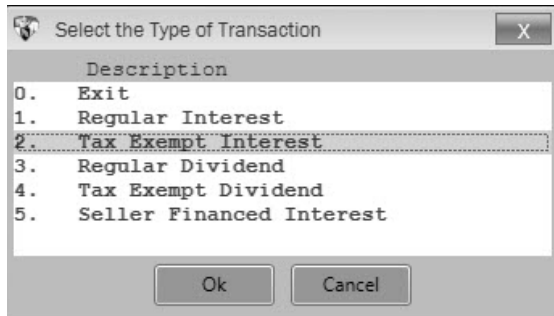 Select the Type of Transaction X
Description
0. Exit
1. Regular Interest
2. Tax Exempt Interest
3. Regular Dividend
4. Tax Exempt Dividend
5. Seller Financed Interest
Ok Cancel